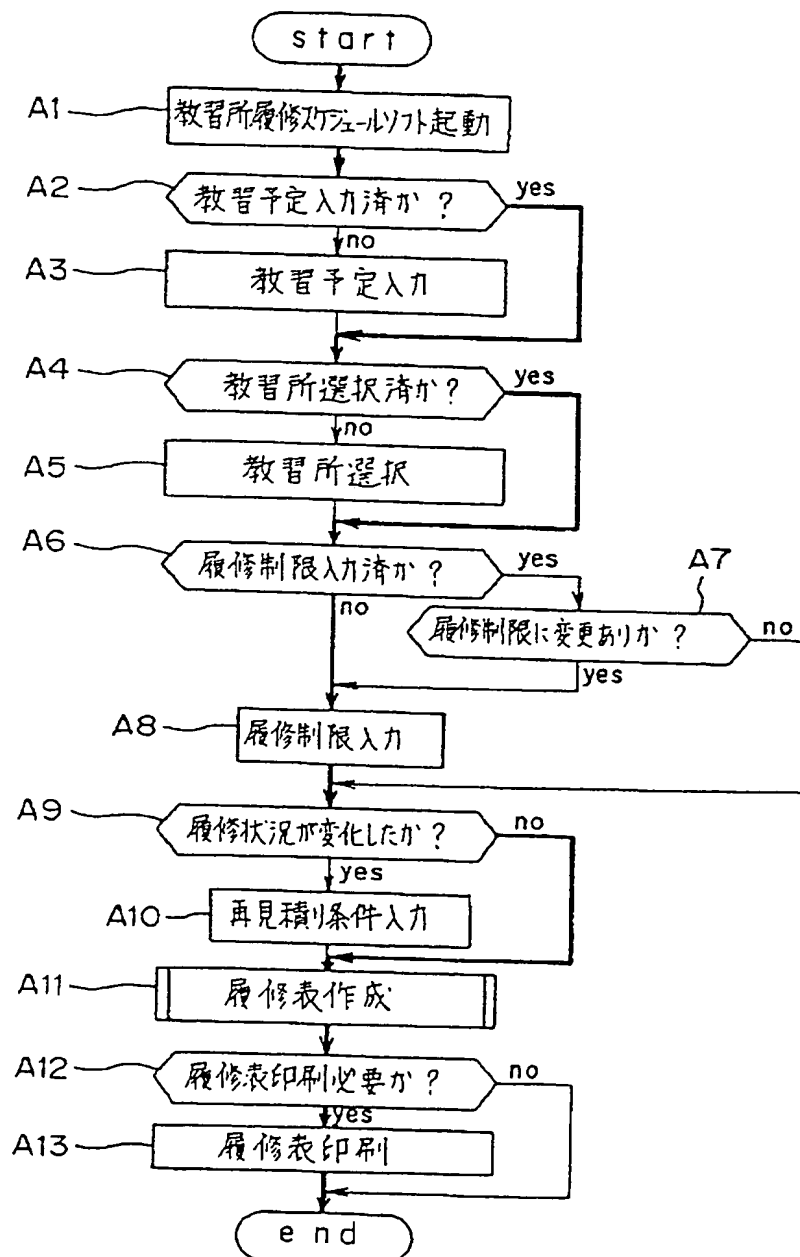 start
A1
教習所履修スケジュールソフト起動
A2
教習予定入力済か?
yes
no
A3
教習予定入力
A4
教習所選択済か?
yes
no
A5
教習所選択
A6
履修制限入力済か?
yes
A7
no
履修制限に変更ありか?
no
yes
A8
履修制限入力
A9
履修状況が変化したか?
no
yes
A10
再見積り条件入力
A11
履修表作成
A12
履修表印刷必要か?
no
yes
A13
履修表印刷
end